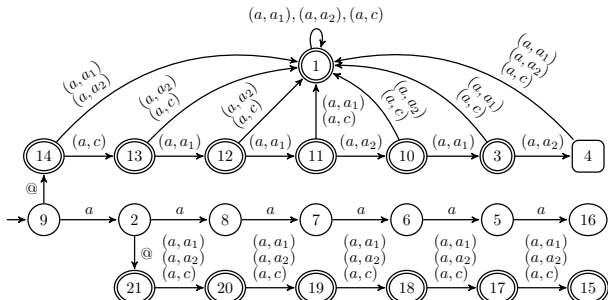 (a, a₁), (a, a₂), (a, c)
1
(a, a₁)
(a, a₂)
(a, a₂)
(a, c)
(a, a₂)
(a, c)
(a, a₁)
(a, c)
(a, a₂)
(a, c)
(a, a₁)
(a, c)
(a, a₁)
(a, a₂)
(a, c)
14 (a, c) 13 (a, a₁) 12 (a, a₁) 11 (a, a₂) 10 (a, a₁) 3 (a, a₂) 4
@
9 a 2 a 8 a 7 a 6 a 5 a 16
@
(a, a₁) (a, a₁) (a, a₁) (a, a₁) (a, a₁)
(a, a₂) (a, a₂) (a, a₂) (a, a₂) (a, a₂)
(a, c) (a, c) (a, c) (a, c) (a, c)
21 20 19 18 17 15